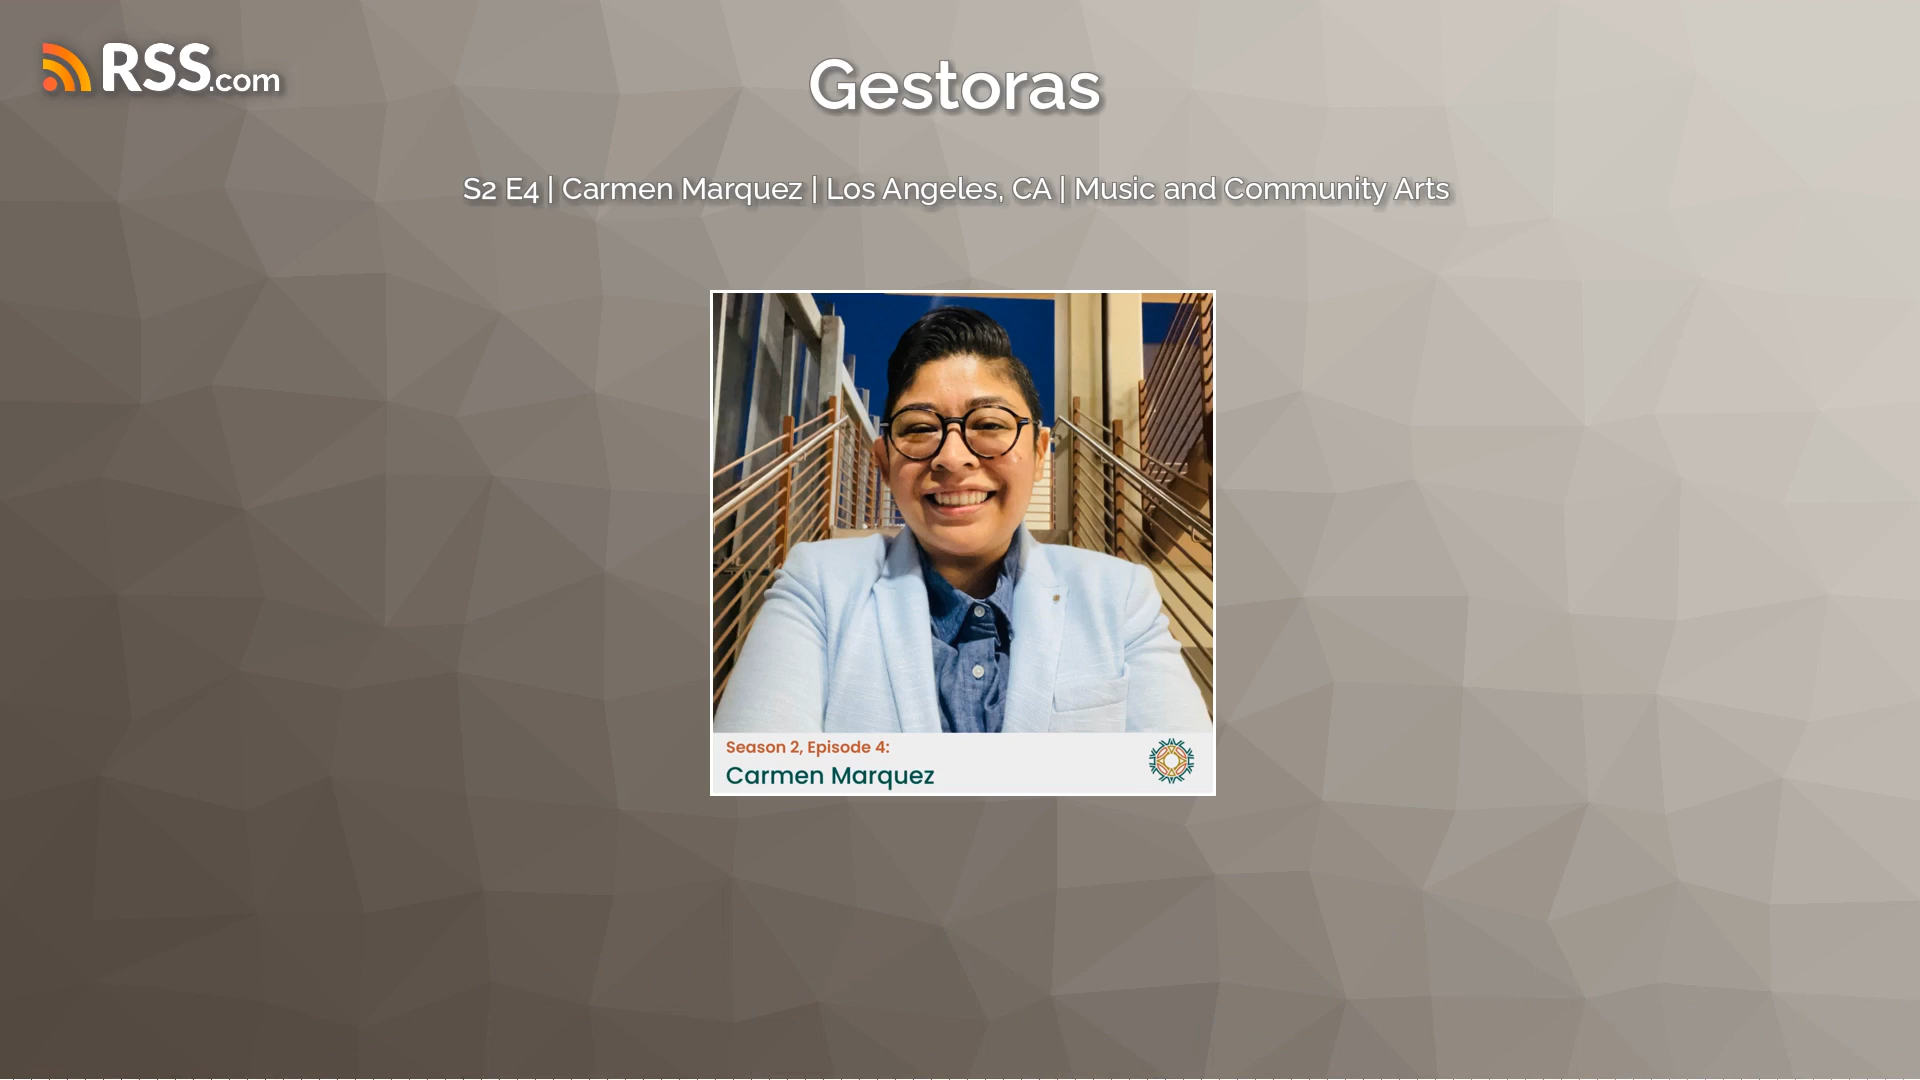 RSS.com
Gestoras
S2 E4 | Carmen Marquez | Los Angeles, CA | Music and Community Arts
Season 2, Episode 4:
Carmen Marquez